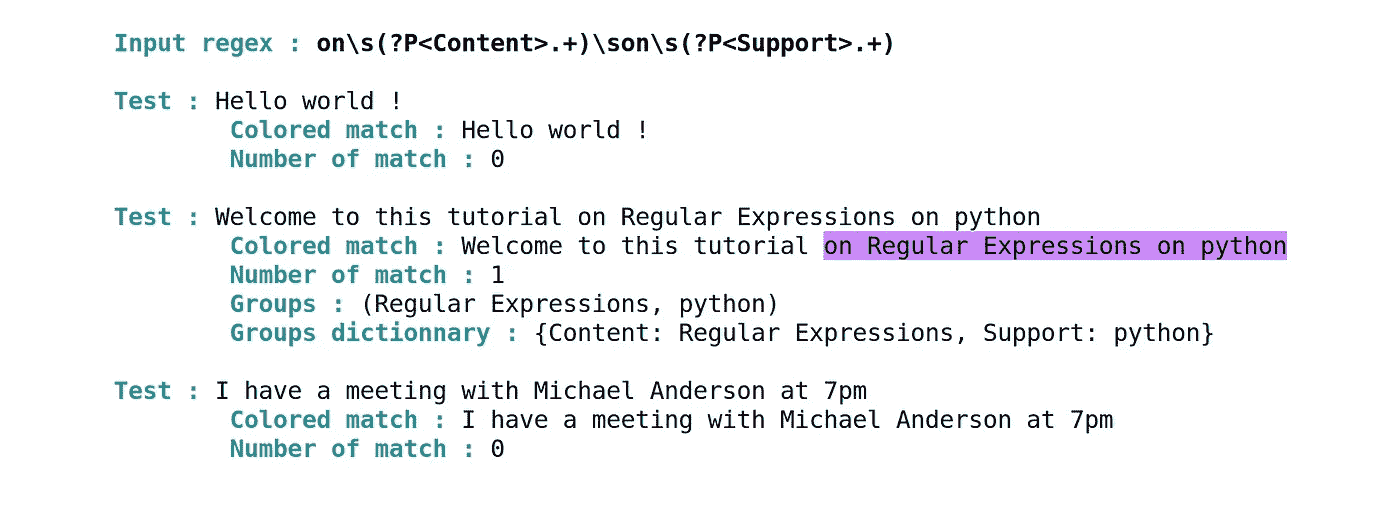 Input regex : on\s(?P<Content>.+)\son\s(?P<Support>.+)
Test : Hello world !
Colored match : Hello world !
Number of match : 0
Test : Welcome to this tutorial on Regular Expressions on python
Colored match : Welcome to this tutorial on Regular Expressions on python
Number of match : 1
Groups : (Regular Expressions, python)
Groups dictionnary : {Content: Regular Expressions, Support: python}
Test : I have a meeting with Michael Anderson at 7pm
Colored match : I have a meeting with Michael Anderson at 7pm
Number of match : 0